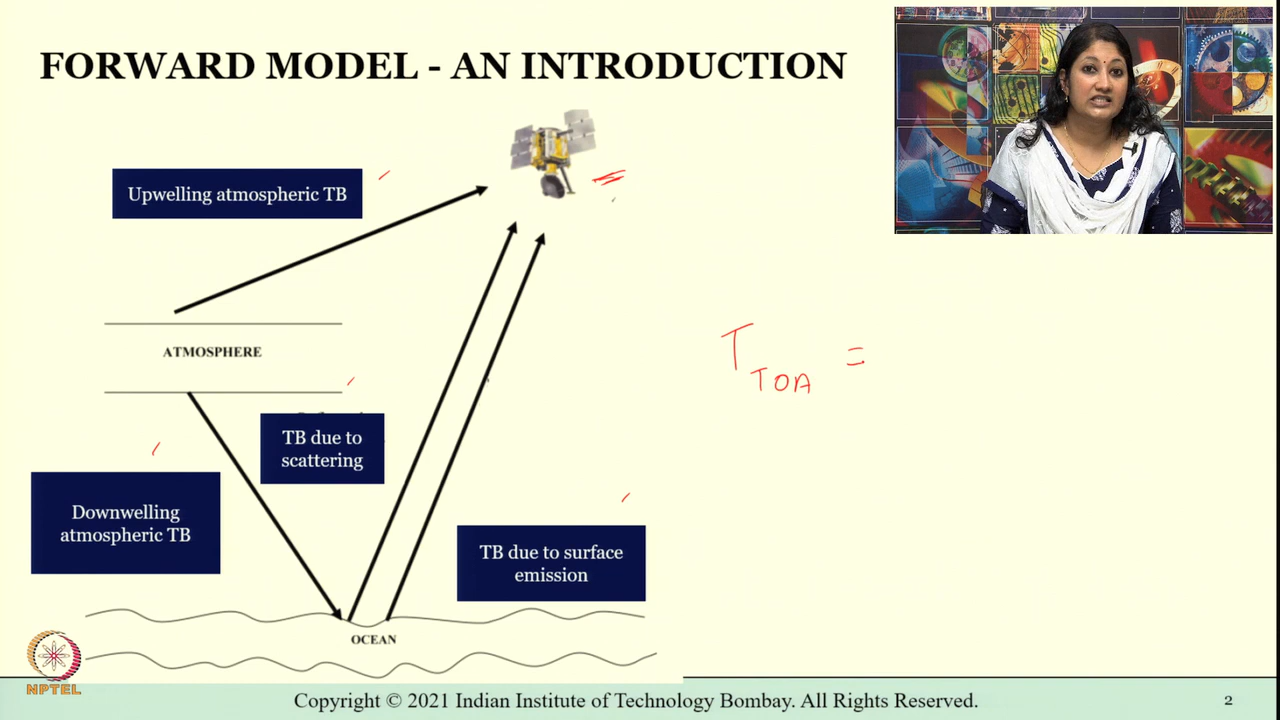 FORWARD MODEL - AN INTRODUCTION
Upwelling atmospheric TB
ATMOSPHERE
TB due to
scattering
Downwelling
atmospheric TB
TB due to surface
emission
OCEAN
T TOA =
NPTEL
Copyright © 2021 Indian Institute of Technology Bombay. All Rights Reserved.
2